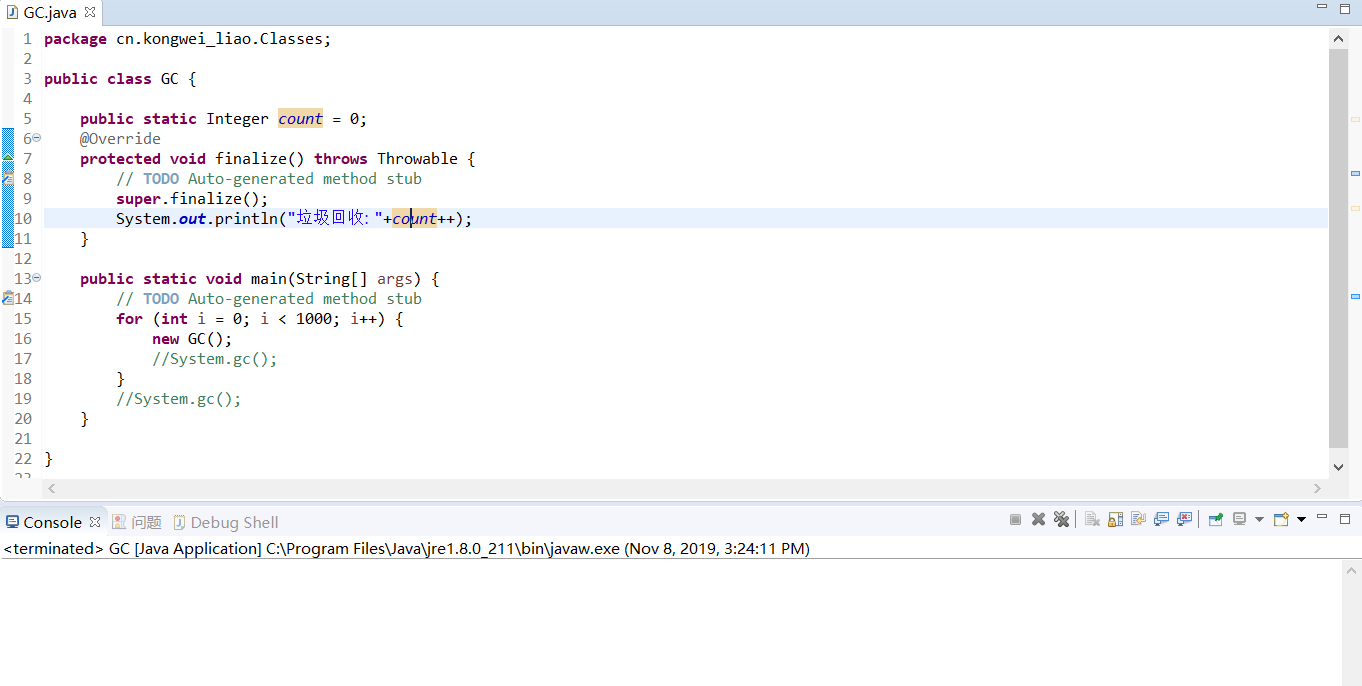 GC.java
1 package cn.kongwei_liao.Classes;
2
3 public class GC {
4
5     public static Integer count = 0;
6     @Override
7     protected void finalize() throws Throwable {
8         // TODO Auto-generated method stub
9         super.finalize();
10         System.out.println("垃圾回收: "+count++);
11     }
12
13     public static void main(String[] args) {
14         // TODO Auto-generated method stub
15         for (int i = 0; i < 1000; i++) {
16             new GC();
17             //System.gc();
18         }
19         //System.gc();
20     }
21
22 }
23
Console 问题 Debug Shell
<terminated> GC [Java Application] C:\Program Files\Java\jre1.8.0_211\bin\javaw.exe (Nov 8, 2019, 3:24:11 PM)